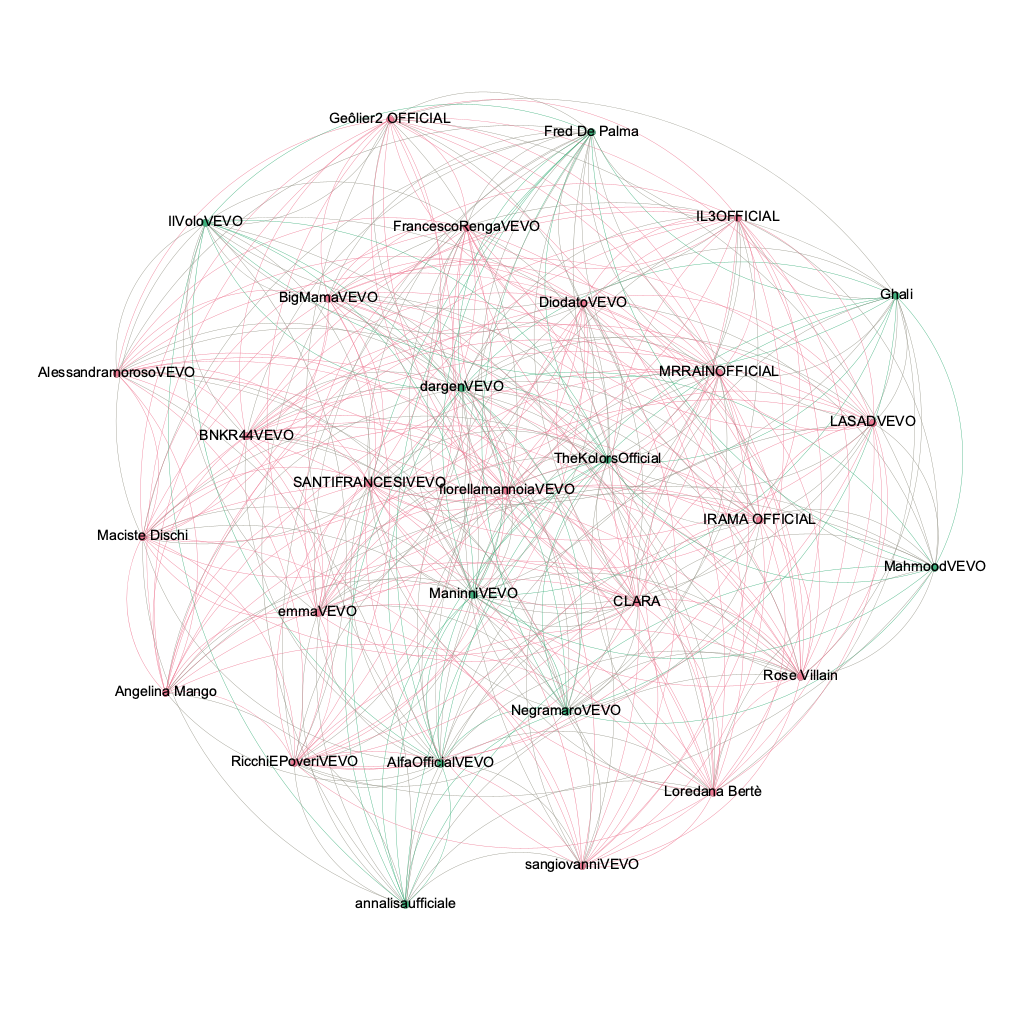 Geôlier2 OFFICIAL
Fred De Palma
IL3OFFICIAL
IlVoloVEVO
FrancescoRengaVEVO
Ghali
BigMamaVEVO
DiodatoVEVO
AlessandramorosoVEVO
MRRAINOFFICIAL
dargenVEVO
LASADVEVO
BNKR44VEVO
TheKolorsOfficial
SANTIFRANCESIVEVO
fiorellamannoiaVEVO
IRAMA OFFICIAL
Maciste Dischi
MahmoodVEVO
ManinniVEVO
CLARA
emmaVEVO
Rose Villain
Angelina Mango
NegramaroVEVO
RicchiEPoveriVEVO
AlfaOfficialVEVO
Loredana Bertè
sangiovanniVEVO
annalisaufficiale